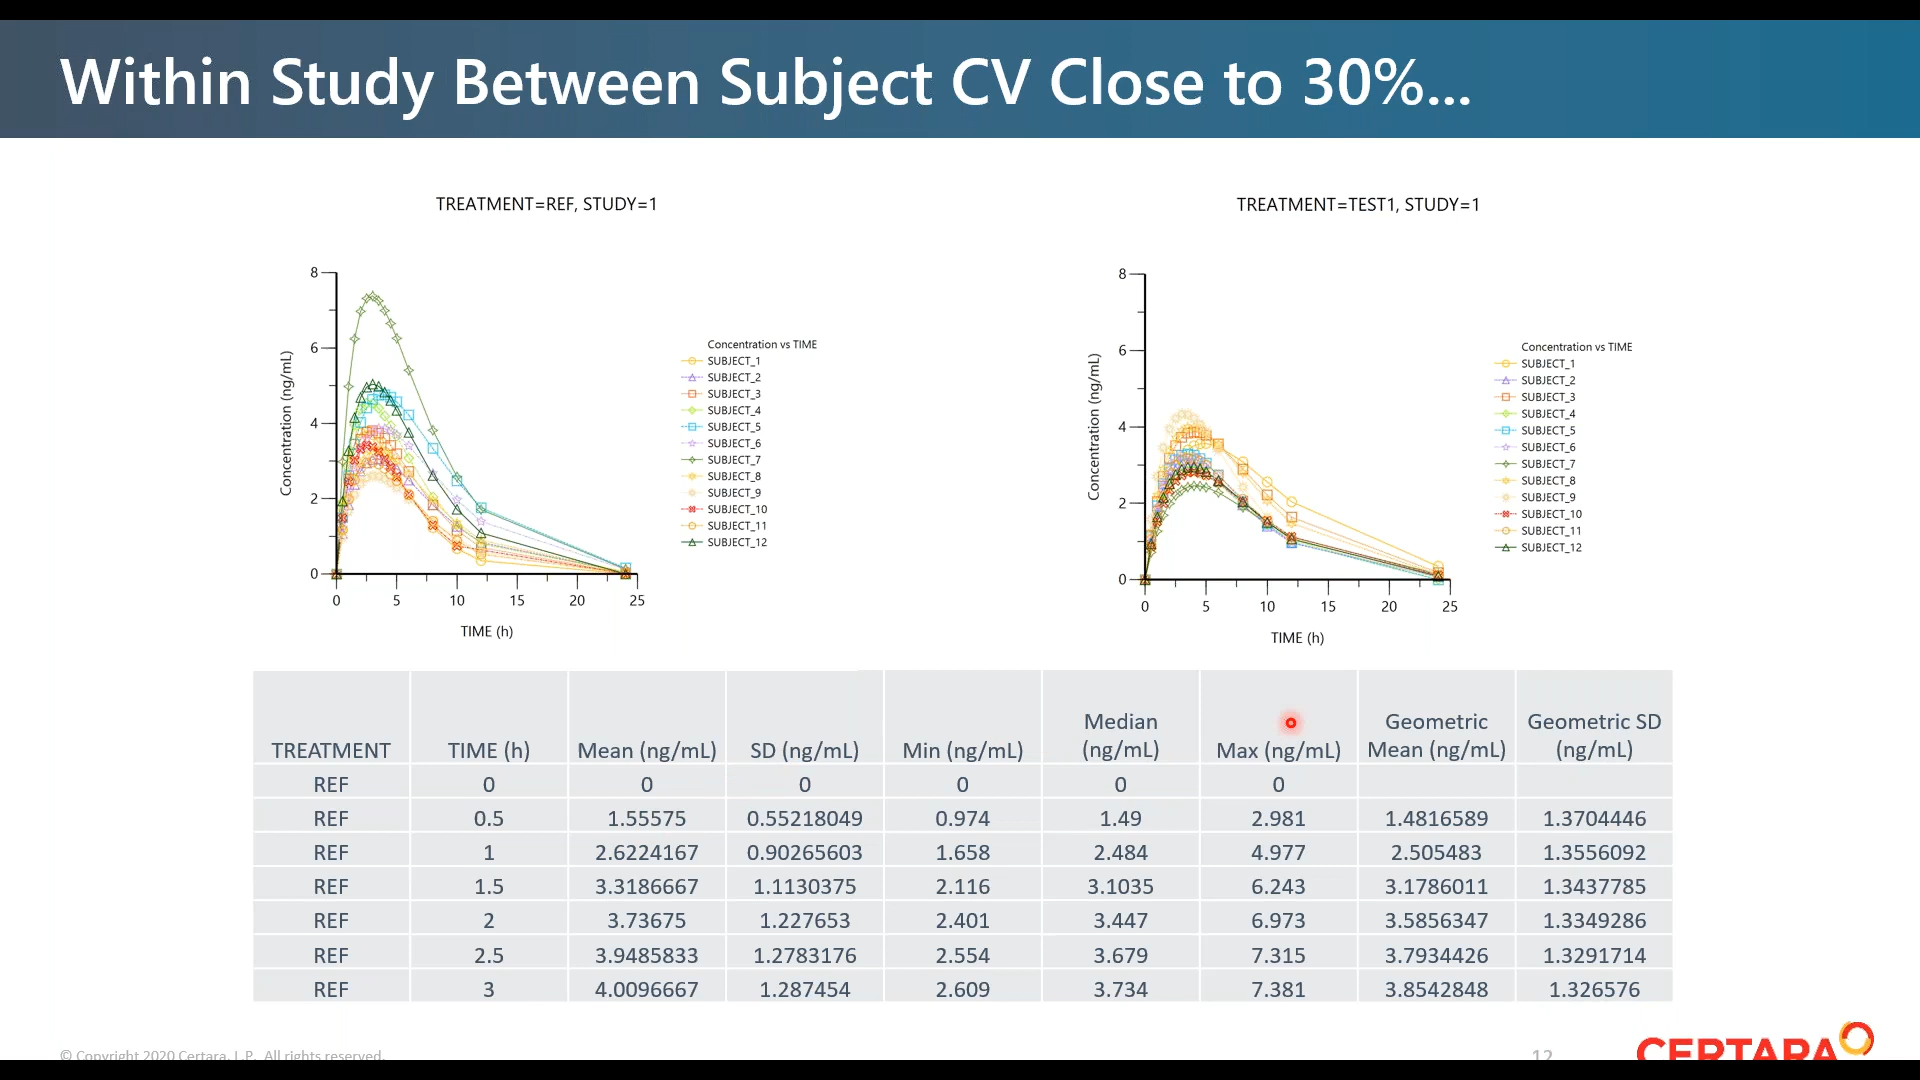 Within Study Between Subject CV Close to 30%...
TREATMENT=REF, STUDY=1
8
6
4
2
0
Concentration (ng/mL)
0 5 10 15 20 25
TIME (h)
Concentration vs TIME
SUBJECT_1
SUBJECT_2
SUBJECT_3
SUBJECT_4
SUBJECT_5
SUBJECT_6
SUBJECT_7
SUBJECT_8
SUBJECT_9
SUBJECT_10
SUBJECT_11
SUBJECT_12
TREATMENT=TEST1, STUDY=1
8
6
4
2
0
Concentration (ng/mL)
0 5 10 15 20 25
TIME (h)
Concentration vs TIME
SUBJECT_1
SUBJECT_2
SUBJECT_3
SUBJECT_4
SUBJECT_5
SUBJECT_6
SUBJECT_7
SUBJECT_8
SUBJECT_9
SUBJECT_10
SUBJECT_11
SUBJECT_12
TREATMENT TIME (h) Mean (ng/mL) SD (ng/mL) Min (ng/mL) Median (ng/mL) Max (ng/mL) Geometric Mean (ng/mL) Geometric SD (ng/mL)
REF 0 0 0 0 0 0
REF 0.5 1.55575 0.55218049 0.974 1.49 2.981 1.4816589 1.3704446
REF 1 2.6224167 0.90265603 1.658 2.484 4.977 2.505483 1.3556092
REF 1.5 3.3186667 1.1130375 2.116 3.1035 6.243 3.1786011 1.3437785
REF 2 3.73675 1.227653 2.401 3.447 6.973 3.5856347 1.3349286
REF 2.5 3.9485833 1.2783176 2.554 3.679 7.315 3.7934426 1.3291714
REF 3 4.0096667 1.287454 2.609 3.734 7.381 3.8542848 1.326576
© Copyright 2020 Certara, L.P. All rights reserved.
12
CERTARA